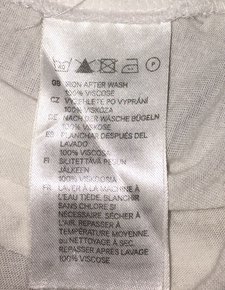 GB IRON AFTER WASH
100% VISCOSE
CZ VYŽEHLETE PO VYPRÁNÍ
100% VISKÓZA
DE NACH DER WÄSCHE BÜGELN
100% VISKOSE
ES PLANCHAR DESPUÉS DEL
LAVADO
100% VISCOSA
FI SILITETTÄVÄ PESUN
JÄLKEEN
100% VISKOOSIA
FR LAVER À LA MACHINE À
L'EAU TIÈDE. BLANCHIR
SANS CHLORE SI
NÉCESSAIRE. SÉCHER À
L'AIR. REPASSER À
TEMPÉRATURE MOYENNE.
ou NETTOYAGE À SEC.
REPASSER APRÈS LAVAGE
100% VISCOSE